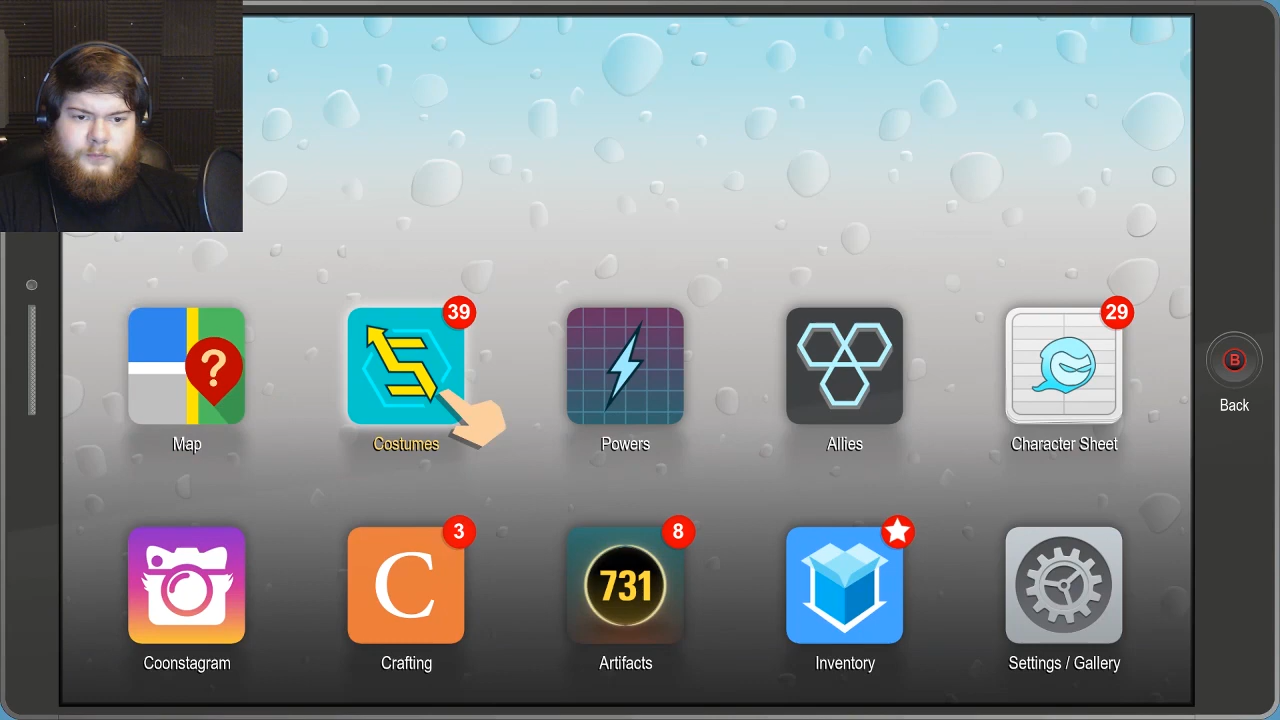 39
29
?
Map
Costumes
Powers
Allies
Character Sheet
B
Back
3
8
C
731
Coonstagram
Crafting
Artifacts
Inventory
Settings / Gallery